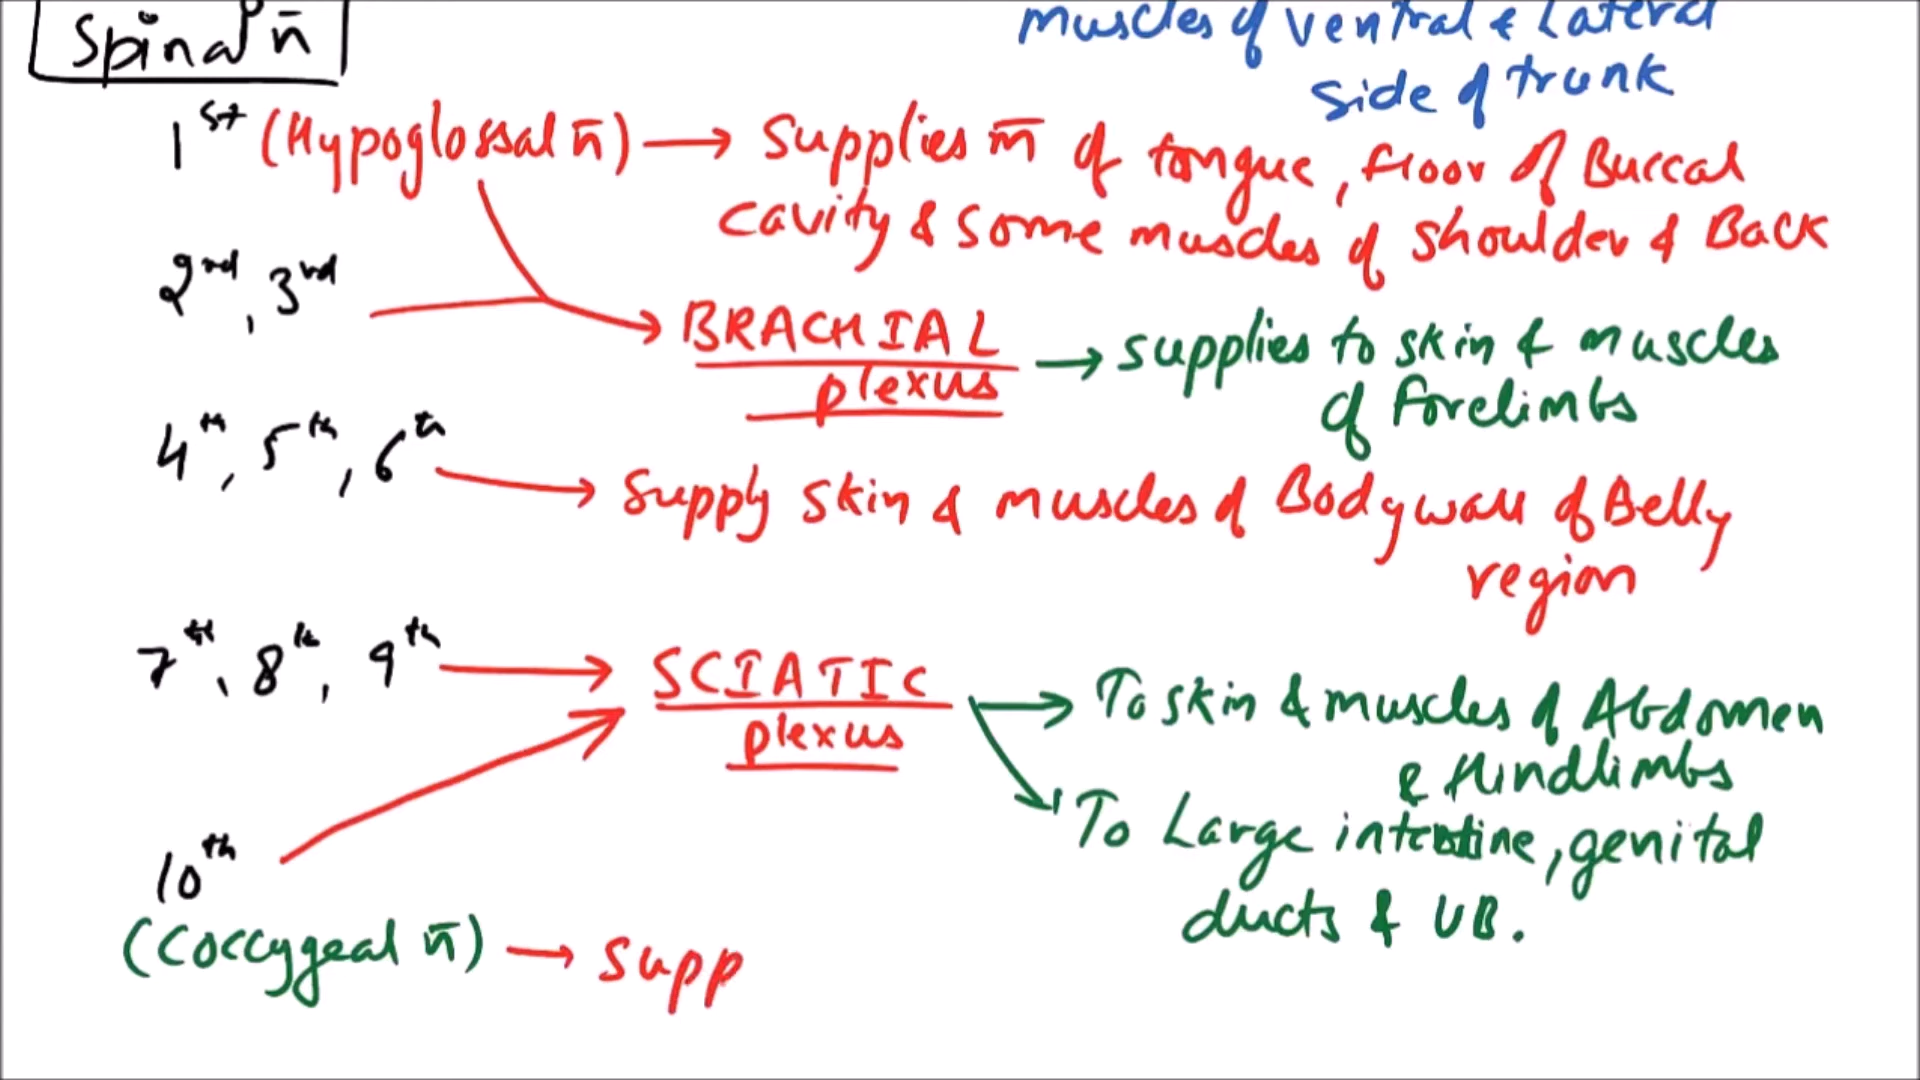 muscles of ventral & Lateral
side of trunk
Spinal n̄
1st (Hypoglossal n̄) → Supplies m̄ of tongue, floor of Buccal
cavity & some muscles of shoulder & Back
2nd, 3rd
BRACHIAL → supplies to skin & muscles
plexus
of Forelimbs
4th, 5th, 6th → Supply skin & muscles of Bodywall of Belly
region
7th, 8th, 9th → SCIATIC → To skin & muscles of Abdomen
plexus
& Hindlimbs
To Large intestine, genital
ducts & UB.
10th
(Coccygeal n̄) → Supp